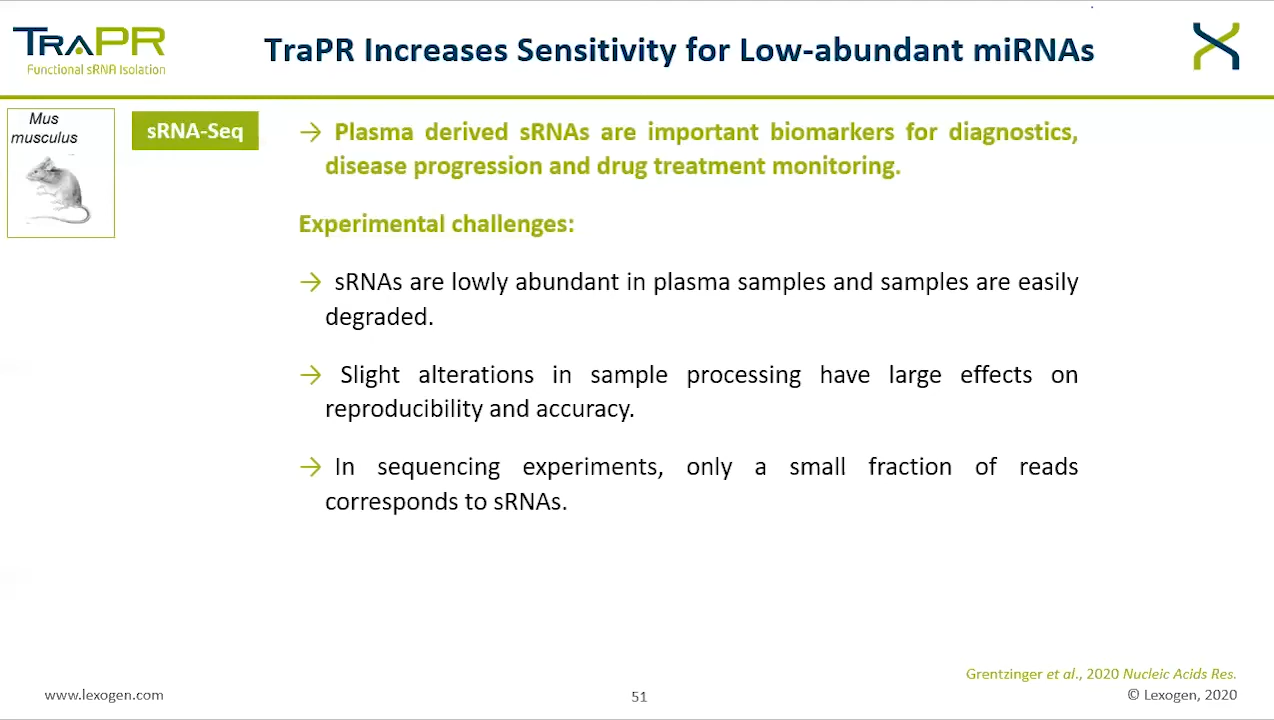 TRAPR
Functional sRNA Isolation
TraPR Increases Sensitivity for Low-abundant miRNAs
Mus
musculus
sRNA-Seq
→ Plasma derived sRNAs are important biomarkers for diagnostics,
disease progression and drug treatment monitoring.
Experimental challenges:
→ sRNAs are lowly abundant in plasma samples and samples are easily
degraded.
→ Slight alterations in sample processing have large effects on
reproducibility and accuracy.
→ In sequencing experiments, only a small fraction of reads
corresponds to sRNAs.
Grentzinger et al., 2020 Nucleic Acids Res.
www.lexogen.com
51
© Lexogen, 2020